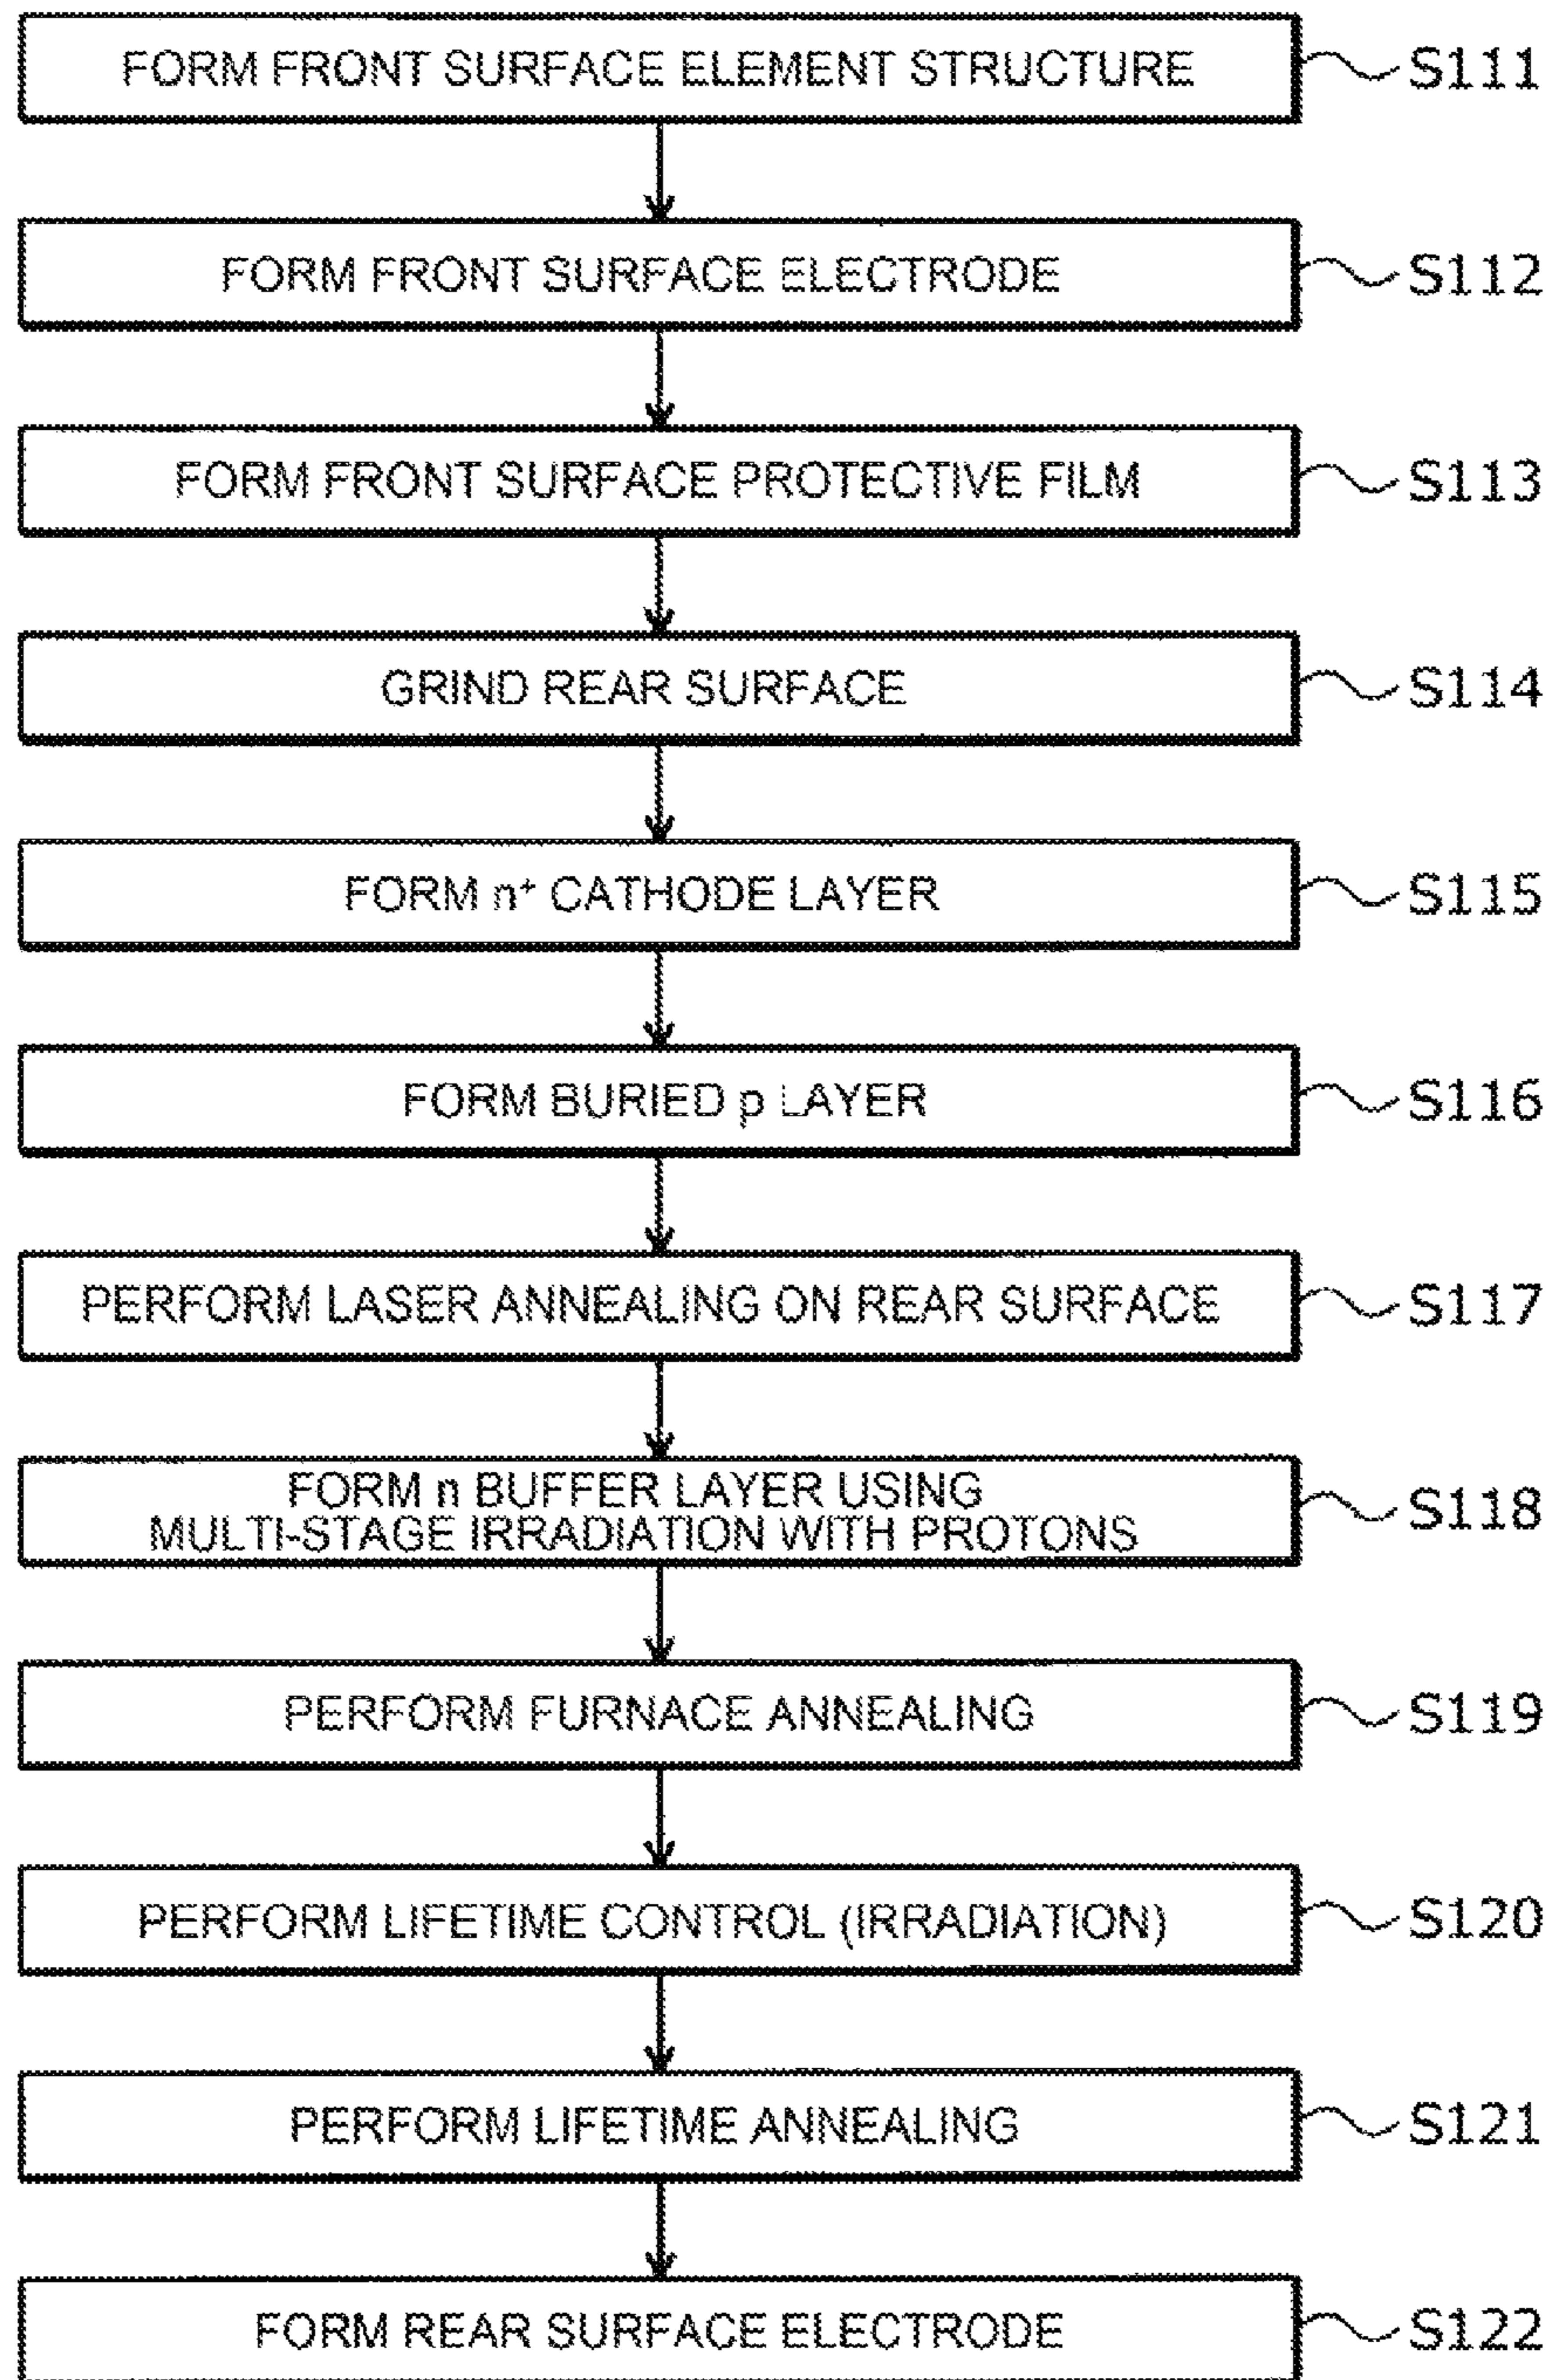 FORM FRONT SURFACE ELEMENT STRUCTURE S111
FORM FRONT SURFACE ELECTRODE S112
FORM FRONT SURFACE PROTECTIVE FILM S113
GRIND REAR SURFACE S114
FORM n⁺ CATHODE LAYER S115
FORM BURIED p LAYER S116
PERFORM LASER ANNEALING ON REAR SURFACE S117
FORM n BUFFER LAYER USING
MULTI-STAGE IRRADIATION WITH PROTONS S118
PERFORM FURNACE ANNEALING S119
PERFORM LIFETIME CONTROL (IRRADIATION) S120
PERFORM LIFETIME ANNEALING S121
FORM REAR SURFACE ELECTRODE S122